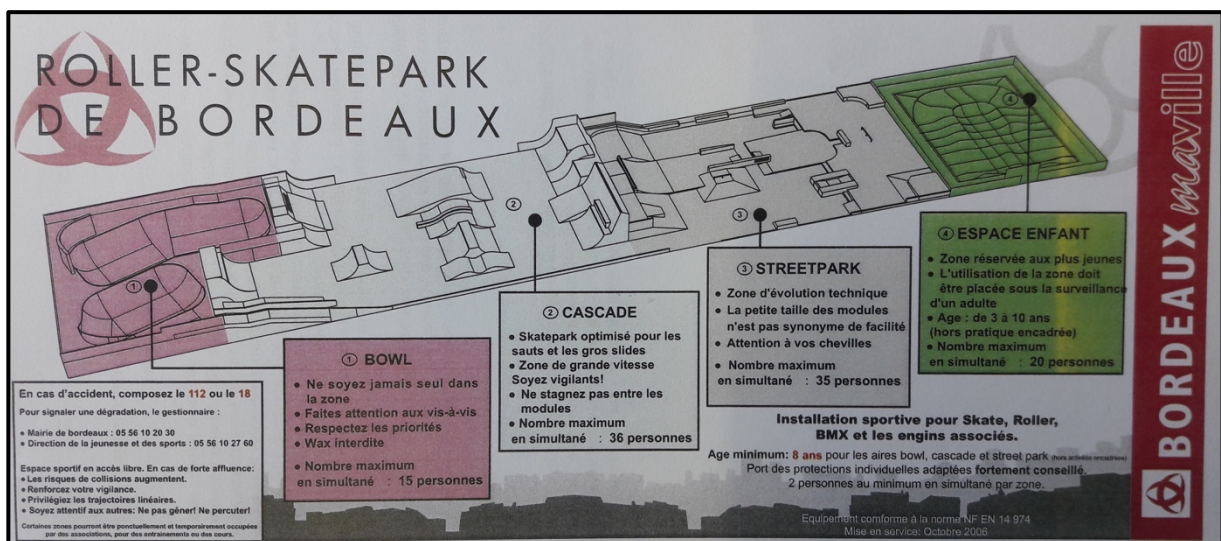 ROLLER-SKATEPARK
DE BORDEAUX
①
②
③
④
① BOWL
• Ne soyez jamais seul dans
la zone
• Faites attention aux vis-à-vis
• Respectez les priorités
• Wax interdite
• Nombre maximum
en simultané : 15 personnes
② CASCADE
• Skatepark optimisé pour les
sauts et les gros slides
• Zone de grande vitesse
Soyez vigilants!
• Ne stagnez pas entre les
modules
• Nombre maximum
en simultané : 36 personnes
③ STREETPARK
• Zone d'évolution technique
• La petite taille des modules
n'est pas synonyme de facilité
• Attention à vos chevilles
• Nombre maximum
en simultané : 35 personnes
④ ESPACE ENFANT
• Zone réservée aux plus jeunes
• L'utilisation de la zone doit
être placée sous la surveillance
d'un adulte
• Age : de 3 à 10 ans
(hors pratique encadrée)
• Nombre maximum
en simultané : 20 personnes
En cas d'accident, composez le 112 ou le 18
Pour signaler une dégradation, le gestionnaire :
• Mairie de bordeaux : 05 56 10 20 30
• Direction de la jeunesse et des sports : 05 56 10 27 60
Espace sportif en accès libre. En cas de forte affluence:
• Les risques de collisions augmentent.
• Renforcez votre vigilance.
• Privilégiez les trajectoires linéaires.
• Soyez attentif aux autres: Ne pas gêner! Ne percuter!
Certaines zones pourront être ponctuellement et temporairement occupées
par des associations, pour des entrainements ou des cours.
Installation sportive pour Skate, Roller,
BMX et les engins associés.
Age minimum: 8 ans pour les aires bowl, cascade et street park (hors activités encadrées)
Port des protections individuelles adaptées fortement conseillé.
2 personnes au minimum en simultané par zone.
Equipement comforme à la norme NF EN 14 974
Mise en service: Octobre 2006
BORDEAUX maville